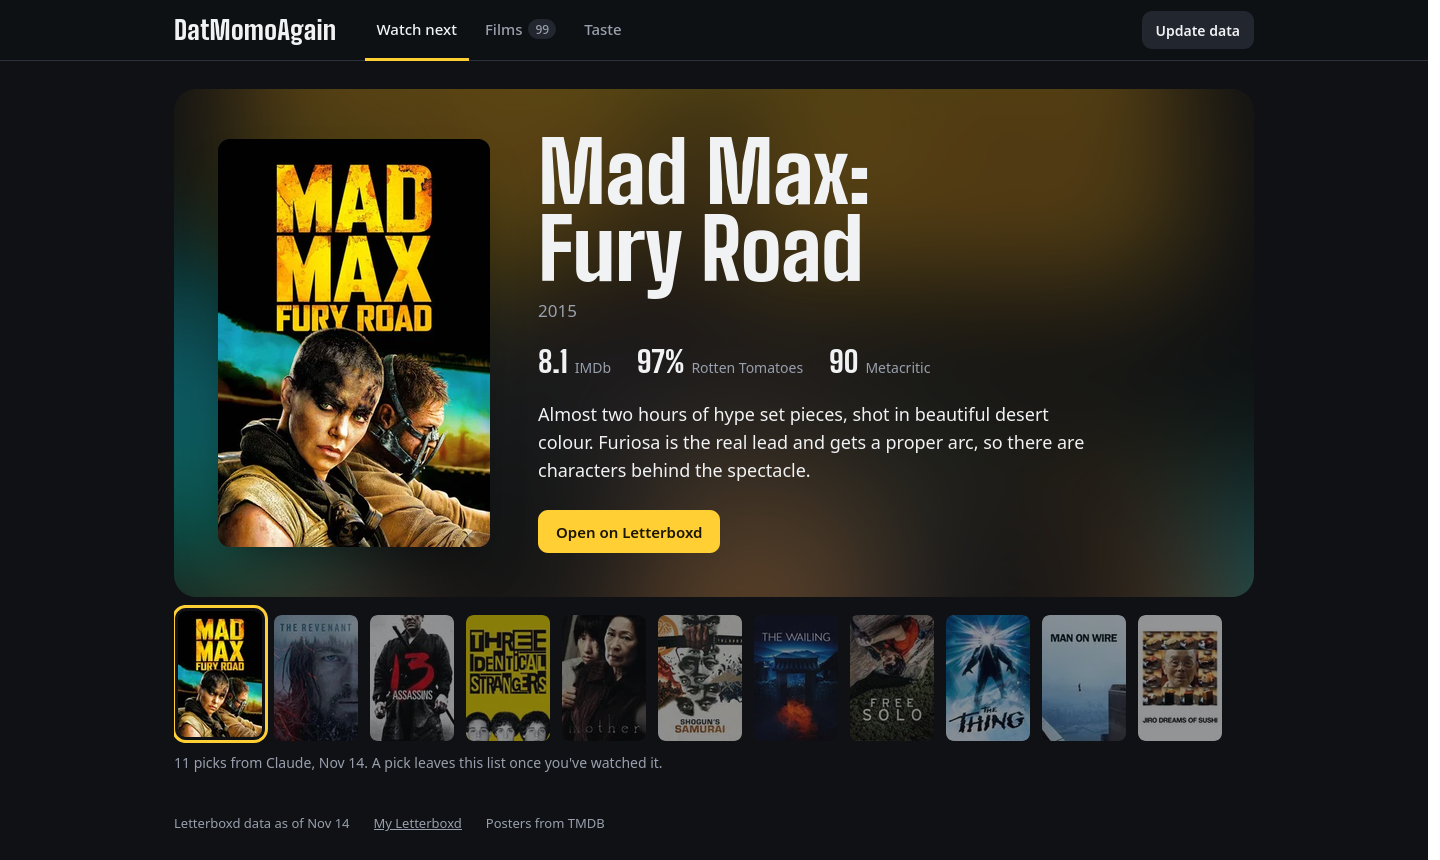 DatMomoAgain
Watch next
Films 99
Taste
Update data
MAD
MAX
FURY ROAD
Mad Max:
Fury Road
2015
8.1 IMDb 97% Rotten Tomatoes 90 Metacritic
Almost two hours of hype set pieces, shot in beautiful desert
colour. Furiosa is the real lead and gets a proper arc, so there are
characters behind the spectacle.
Open on Letterboxd
MAD
MAX
FURY ROAD
THE REVENANT
13
ASSASSINS
THREE
IDENTICAL
STRANGERS
mother
SHOGUN'S
SAMURAI
THE WAILING
FREE
SOLO
THE
THING
MAN ON WIRE
JIRO DREAMS OF SUSHI
11 picks from Claude, Nov 14. A pick leaves this list once you've watched it.
Letterboxd data as of Nov 14
My Letterboxd
Posters from TMDB